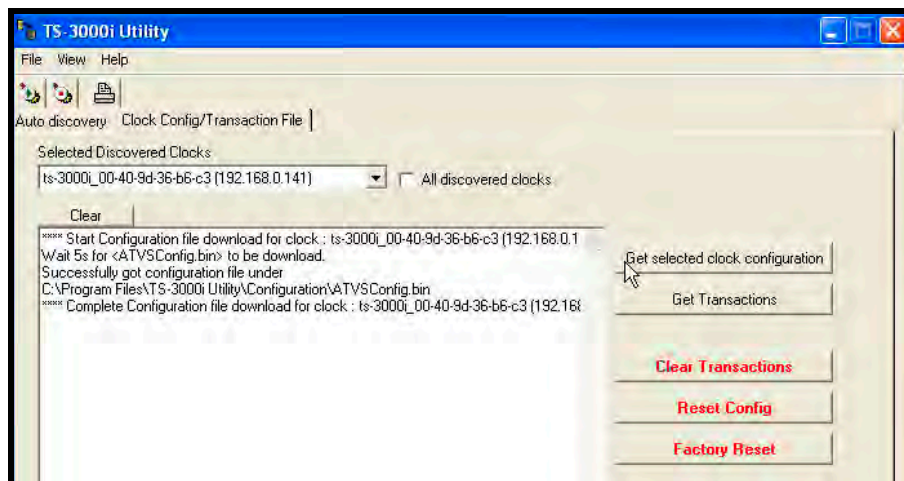 TS-3000i Utility
File View Help
Auto discovery Clock Config/Transaction File
Selected Discovered Clocks
ts-3000i_00-40-9d-36-b6-c3 (192.168.0.141)
All discovered clocks
Clear
**** Start Configuration file download for clock : ts-3000i_00-40-9d-36-b6-c3 (192.168.0.1
Wait 5s for <ATVSConfig.bin> to be download.
Successfully got configuration file under
C:\Program Files\TS-3000i Utility\Configuration\ATVSConfig.bin
**** Complete Configuration file download for clock : ts-3000i_00-40-9d-36-b6-c3 (192.168
Get selected clock configuration
Get Transactions
Clear Transactions
Reset Config
Factory Reset